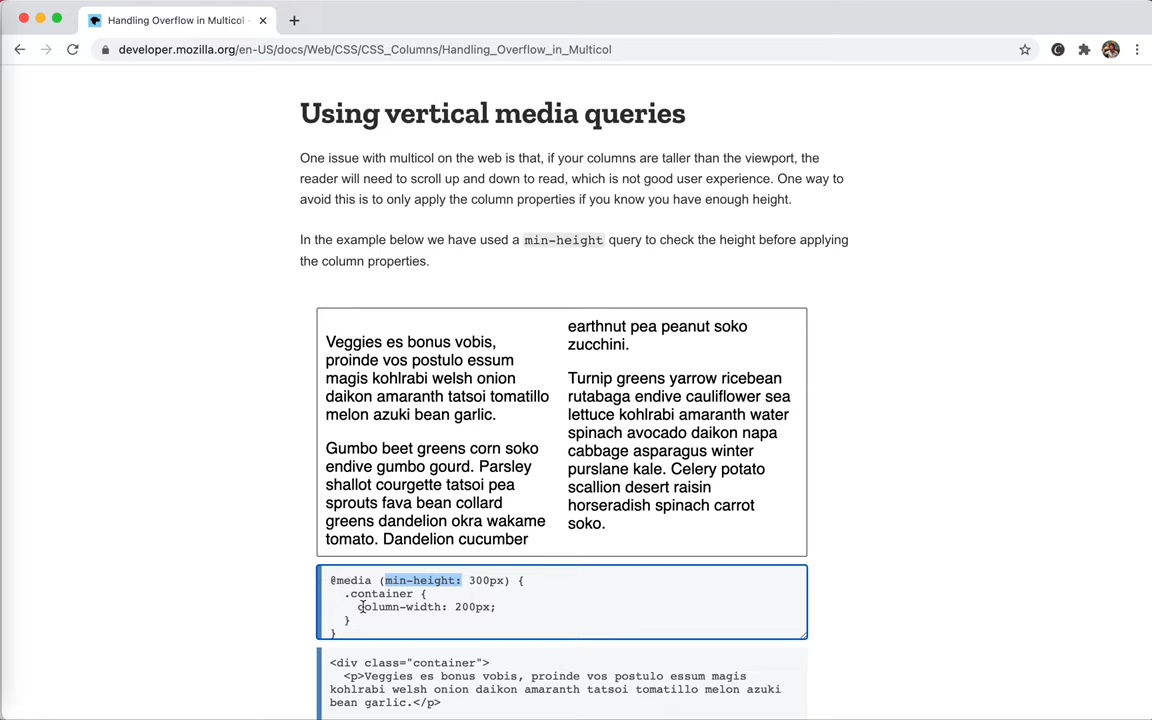 Handling Overflow in Multicol
developer.mozilla.org/en-US/docs/Web/CSS/CSS_Columns/Handling_Overflow_in_Multicol
Using vertical media queries
One issue with multicol on the web is that, if your columns are taller than the viewport, the
reader will need to scroll up and down to read, which is not good user experience. One way to
avoid this is to only apply the column properties if you know you have enough height.
In the example below we have used a min-height query to check the height before applying
the column properties.
Veggies es bonus vobis,
proinde vos postulo essum
magis kohlrabi welsh onion
daikon amaranth tatsoi tomatillo
melon azuki bean garlic.
Gumbo beet greens corn soko
endive gumbo gourd. Parsley
shallot courgette tatsoi pea
sprouts fava bean collard
greens dandelion okra wakame
tomato. Dandelion cucumber
earthnut pea peanut soko
zucchini.
Turnip greens yarrow ricebean
rutabaga endive cauliflower sea
lettuce kohlrabi amaranth water
spinach avocado daikon napa
cabbage asparagus winter
purslane kale. Celery potato
scallion desert raisin
horseradish spinach carrot
soko.
@media (min-height: 300px) {
.container {
column-width: 200px;
}
}
<div class="container">
<p>Veggies es bonus vobis, proinde vos postulo essum magis
kohlrabi welsh onion daikon amaranth tatsoi tomatillo melon azuki
bean garlic.</p>